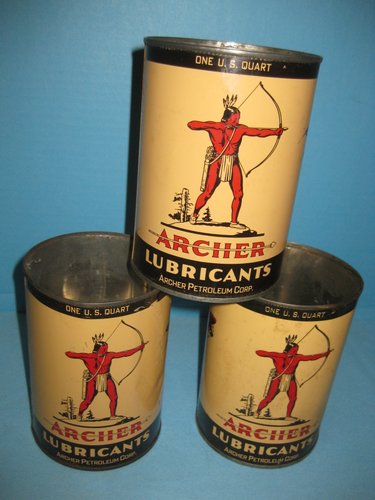 ONE U.S. QUART
ARCHER
LUBRICANTS
ARCHER PETROLEUM CORP.
ONE U.S. QUART
ARCHER
LUBRICANTS
ARCHER PETROLEUM CORP.
ONE U.S. QUART
ARCHER
LUBRICANTS
ARCHER PETROLEUM CORP.